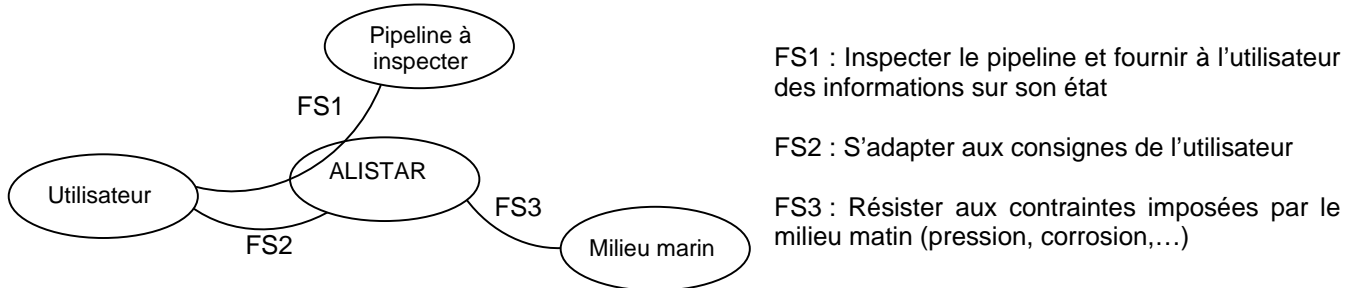 Pipeline à
inspecter
FS1
ALISTAR
Utilisateur
FS2
FS3
Milieu marin
FS1 : Inspecter le pipeline et fournir à l’utilisateur
des informations sur son état
FS2 : S’adapter aux consignes de l’utilisateur
FS3 : Résister aux contraintes imposées par le
milieu matin (pression, corrosion,…)